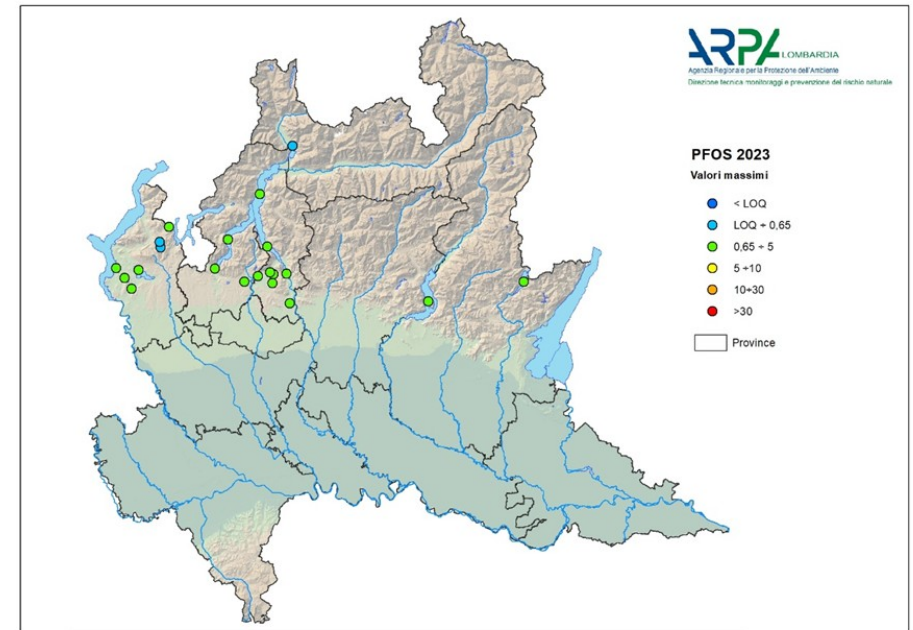 ARPA LOMBARDIA
Agenzia Regionale per la Protezione dell'Ambiente
Direzione tecnica monitoraggi e prevenzione del rischio naturale
PFOS 2023
Valori massimi
< LOQ
LOQ ÷ 0,65
0,65 ÷ 5
5 ÷10
10÷30
>30
Province